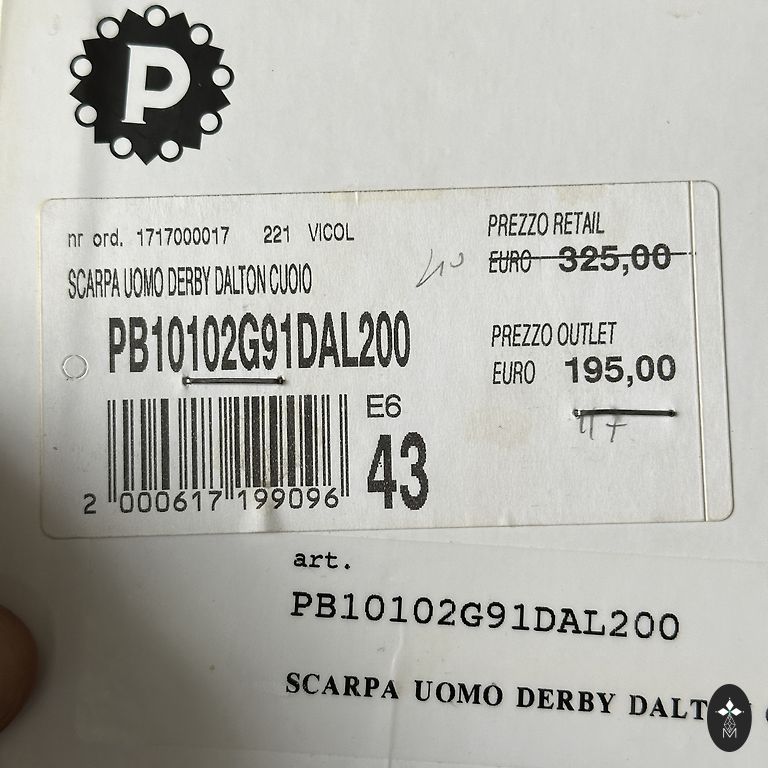 P
nr ord. 1717000017 221 VICOL
SCARPA UOMO DERBY DALTON CUOIO
PB10102G91DAL200
PREZZO RETAIL
EURO 325,00
PREZZO OUTLET
EURO 195,00
117
E6
43
2 000617 199096
art.
PB10102G91DAL200
SCARPA UOMO DERBY DALT
M